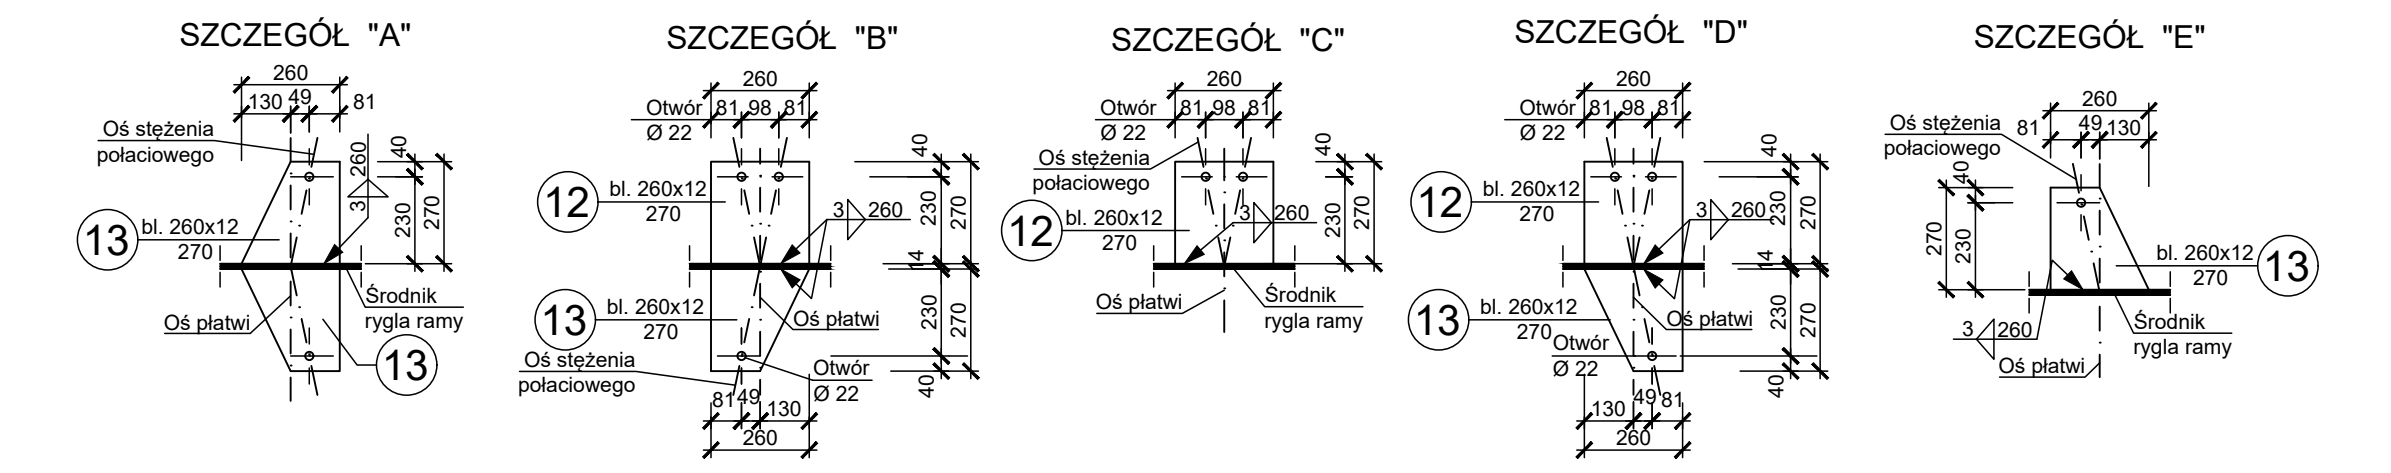 SZCZEGÓŁ "A"
260
130 49 81
Oś stężenia
połaciowego
40
3 260
230
270
13
bl. 260x12
270
Środnik
rygla ramy
Oś płatwi
13
SZCZEGÓŁ "B"
260
Otwór
Ø 22
81 98 81
40
12
bl. 260x12
270
3 260
230
270
14
13
bl. 260x12
270
Oś płatwi
230
270
Oś stężenia
połaciowego
Otwór
Ø 22
40
81 49 130
260
SZCZEGÓŁ "C"
260
Otwór
Ø 22
81 98 81
40
Oś stężenia
połaciowego
12
bl. 260x12
270
3 260
230
270
Oś płatwi
Środnik
rygla ramy
SZCZEGÓŁ "D"
260
Otwór
Ø 22
81 98 81
40
12
bl. 260x12
270
3 260
230
270
14
13
bl. 260x12
270
Oś płatwi
230
270
Otwór
Ø 22
40
130 49 81
260
SZCZEGÓŁ "E"
260
81 49 130
Oś stężenia
połaciowego
40
270
230
bl. 260x12
270
13
3 260
Środnik
rygla ramy
Oś płatwi